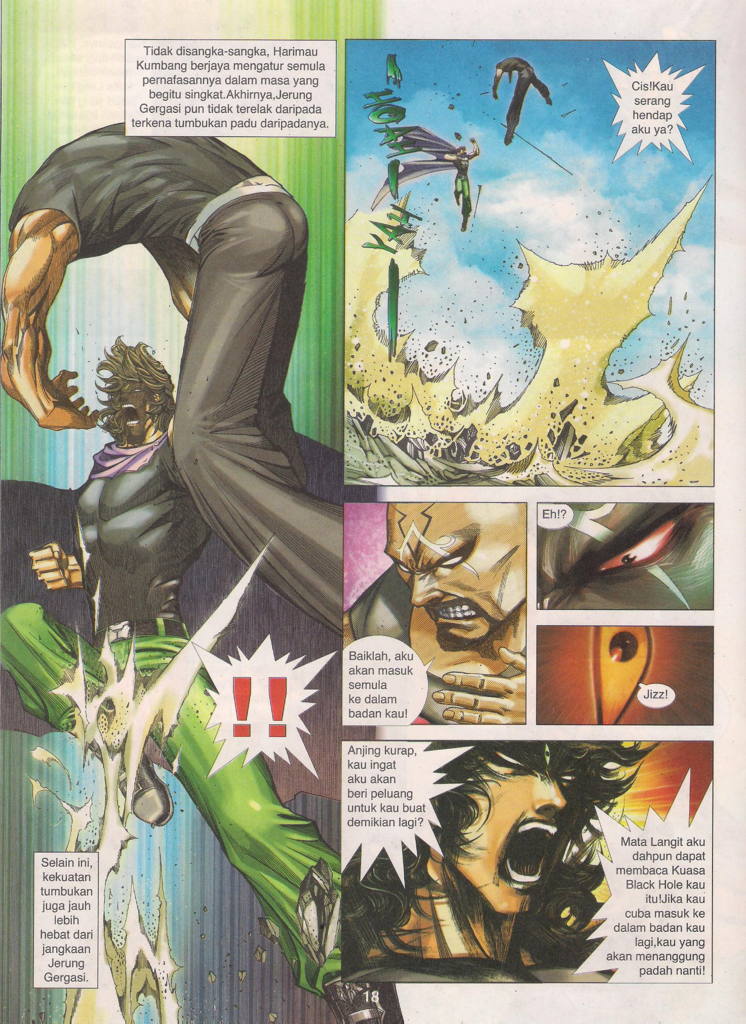 Tidak disangka-sangka, Harimau
Kumbang berjaya mengatur semula
pernafasannya dalam masa yang
begitu singkat.Akhirnya,Jerung
Gergasi pun tidak terelak daripada
terkena tumbukan padu daripadanya.
Cis!Kau
serang
hendap
aku ya?
!!
Selain ini,
kekuatan
tumbukan
juga jauh
lebih
hebat dari
jangkaan
Jerung
Gergasi.
Baiklah, aku
akan masuk
semula
ke dalam
badan kau!
Eh!?
Jizz!
Anjing kurap,
kau ingat
aku akan
beri peluang
untuk kau buat
demikian lagi?
Mata Langit aku
dahpun dapat
membaca Kuasa
Black Hole kau
itu!Jika kau
cuba masuk ke
dalam badan kau
lagi,kau yang
akan menanggung
padah nanti!
18